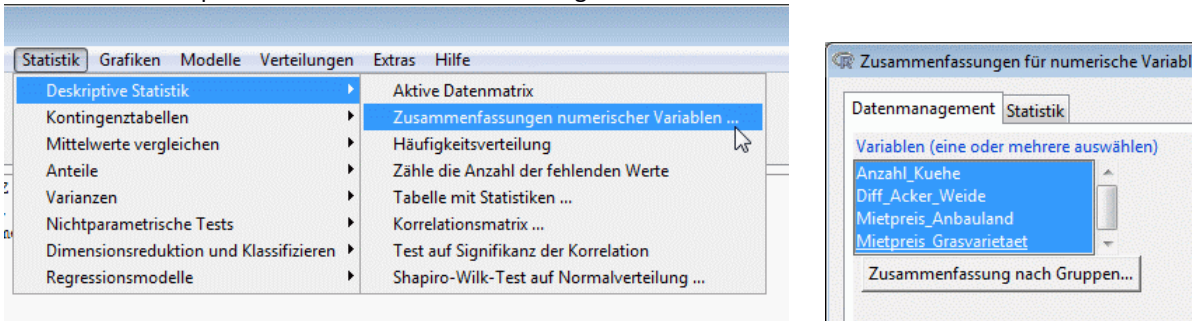 Statistik Grafiken Modelle Verteilungen Extras Hilfe
Deskriptive Statistik
Kontingenztabellen
Mittelwerte vergleichen
Anteile
Varianzen
Nichtparametrische Tests
Dimensionsreduktion und Klassifizieren
Regressionsmodelle
Aktive Datenmatrix
Zusammenfassungen numerischer Variablen ...
Häufigkeitsverteilung
Zähle die Anzahl der fehlenden Werte
Tabelle mit Statistiken ...
Korrelationsmatrix ...
Test auf Signifikanz der Korrelation
Shapiro-Wilk-Test auf Normalverteilung ...
Zusammenfassungen für numerische Variabl
Datenmanagement Statistik
Variablen (eine oder mehrere auswählen)
Anzahl_Kuehe
Diff_Acker_Weide
Mietpreis_Anbauland
Mietpreis_Grasvarietaet
Zusammenfassung nach Gruppen...